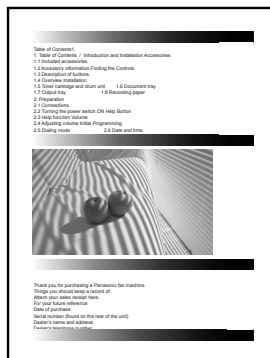 Table of Contents1.
1. Table of Contents / Introduction and Installation Accessories
1.1 Included accessories.
1.2 Accessory information Finding the Controls
1.3 Description of buttons.
1.4 Overview Installation
1.5 Toner cartridge and drum unit 1.6 Document tray
1.7 Output tray 1.8 Recording paper
2. Preparation
2.1 Connections
2.2 Turning the power switch ON Help Button
2.3 Help function Volume
2.4 Adjusting volume Initial Programming
2.5 Dialing mode 2.6 Date and time.
Thank you for purchasing a Panasonic fax machine.
Things you should keep a record of
Attach your sales receipt here.
For your future reference
Date of purchase
Serial number (found on the rear of the unit)
Dealer's name and address
Dealer's telephone number